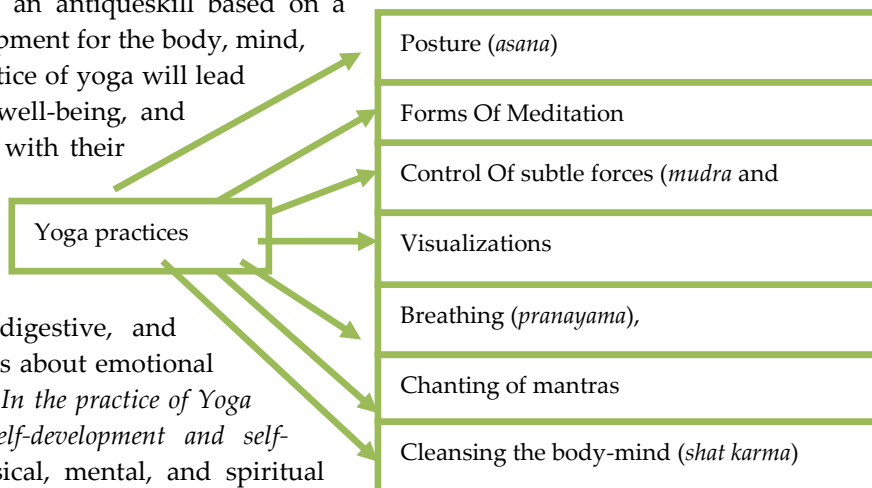 an antiqueskill based on a
pment for the body, mind,
tice of yoga will lead
well-being, and
with their
Yoga practices
digestive, and
s about emotional
In the practice of Yoga
elf-development and self-
sical, mental, and spiritual
Posture (asana)
Forms Of Meditation
Control Of subtle forces (mudra and
Visualizations
Breathing (pranayama),
Chanting of mantras
Cleansing the body-mind (shat karma)